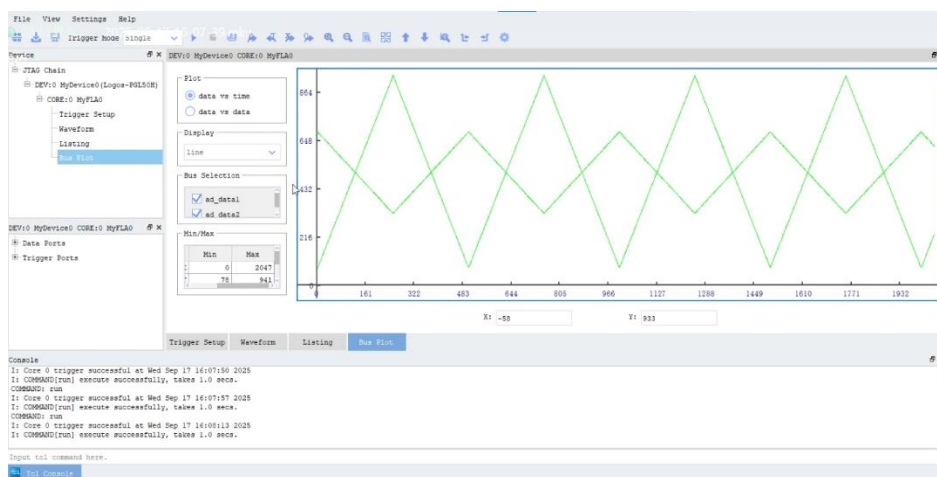 File View Settings Help
Trigger Mode Single
Device
DEV:0 MyDevice0 CORE:0 MyFLA0
JTAG Chain
DEV:0 MyDevice0(Logos-PGL50H)
CORE:0 MyFLA0
Trigger Setup
Waveform
Listing
Bus Plot
DEV:0 MyDevice0 CORE:0 MyFLA0
Data Ports
Trigger Ports
Plot
data vs time
data vs data
Display
line
Bus Selection
ad_data1
ad_data2
Min/Max
Min Max
0 2047
78 941
864
648
432
216
0
0 161 322 483 644 805 966 1127 1288 1449 1610 1771 1932
X: -58 Y: 933
Trigger Setup Waveform Listing Bus Plot
Console
I: Core 0 trigger successful at Wed Sep 17 16:07:50 2025
I: COMMAND[run] execute successfully, takes 1.0 secs.
COMMAND: run
I: Core 0 trigger successful at Wed Sep 17 16:07:57 2025
I: COMMAND[run] execute successfully, takes 1.0 secs.
COMMAND: run
I: Core 0 trigger successful at Wed Sep 17 16:08:13 2025
I: COMMAND[run] execute successfully, takes 1.0 secs.
Input tcl command here.
Tcl Console